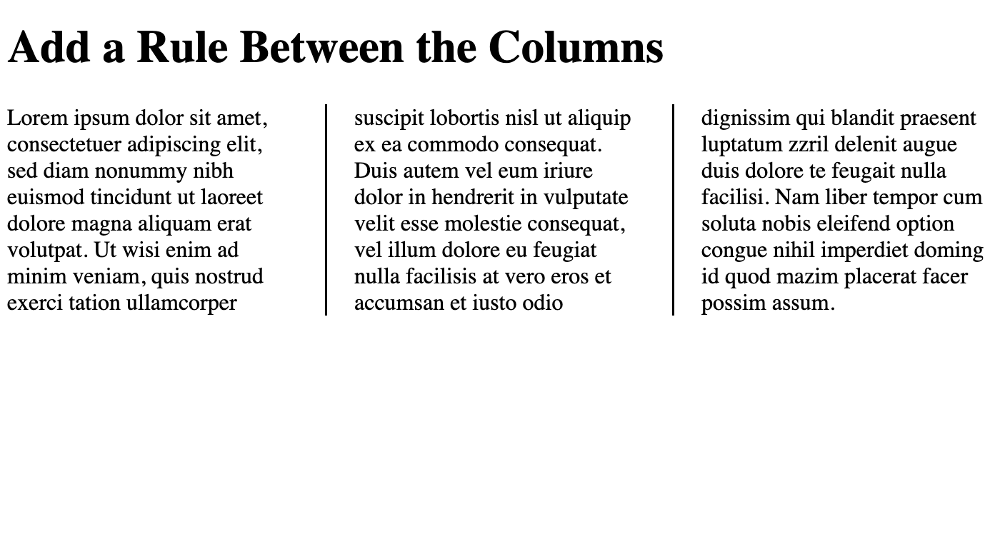 Add a Rule Between the Columns
Lorem ipsum dolor sit amet,
consectetuer adipiscing elit,
sed diam nonummy nibh
euismod tincidunt ut laoreet
dolore magna aliquam erat
volutpat. Ut wisi enim ad
minim veniam, quis nostrud
exerci tation ullamcorper
suscipit lobortis nisl ut aliquip
ex ea commodo consequat.
Duis autem vel eum iriure
dolor in hendrerit in vulputate
velit esse molestie consequat,
vel illum dolore eu feugiat
nulla facilisis at vero eros et
accumsan et iusto odio
dignissim qui blandit praesent
luptatum zzril delenit augue
duis dolore te feugait nulla
facilisi. Nam liber tempor cum
soluta nobis eleifend option
congue nihil imperdiet doming
id quod mazim placerat facer
possim assum.